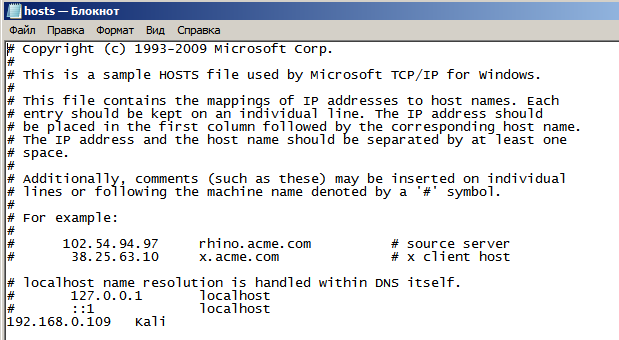 hosts — Блокнот
Файл Правка Формат Вид Справка
# Copyright (c) 1993-2009 Microsoft Corp.
#
# This is a sample HOSTS file used by Microsoft TCP/IP for Windows.
#
# This file contains the mappings of IP addresses to host names. Each
# entry should be kept on an individual line. The IP address should
# be placed in the first column followed by the corresponding host name.
# The IP address and the host name should be separated by at least one
# space.
#
# Additionally, comments (such as these) may be inserted on individual
# lines or following the machine name denoted by a '#' symbol.
#
# For example:
#
#      102.54.94.97     rhino.acme.com          # source server
#       38.25.63.10     x.acme.com              # x client host

# localhost name resolution is handled within DNS itself.
#       127.0.0.1       localhost
#       ::1             localhost
192.168.0.109   Kali